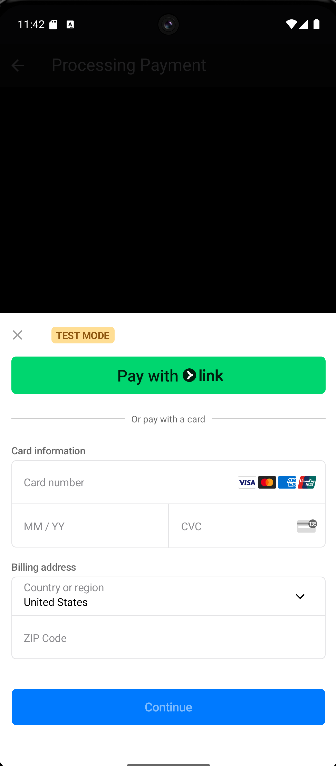 11:42
Processing Payment
TEST MODE
Pay with link
Or pay with a card
Card information
Card number VISA
MM / YY CVC
Billing address
Country or region
United States
ZIP Code
Continue